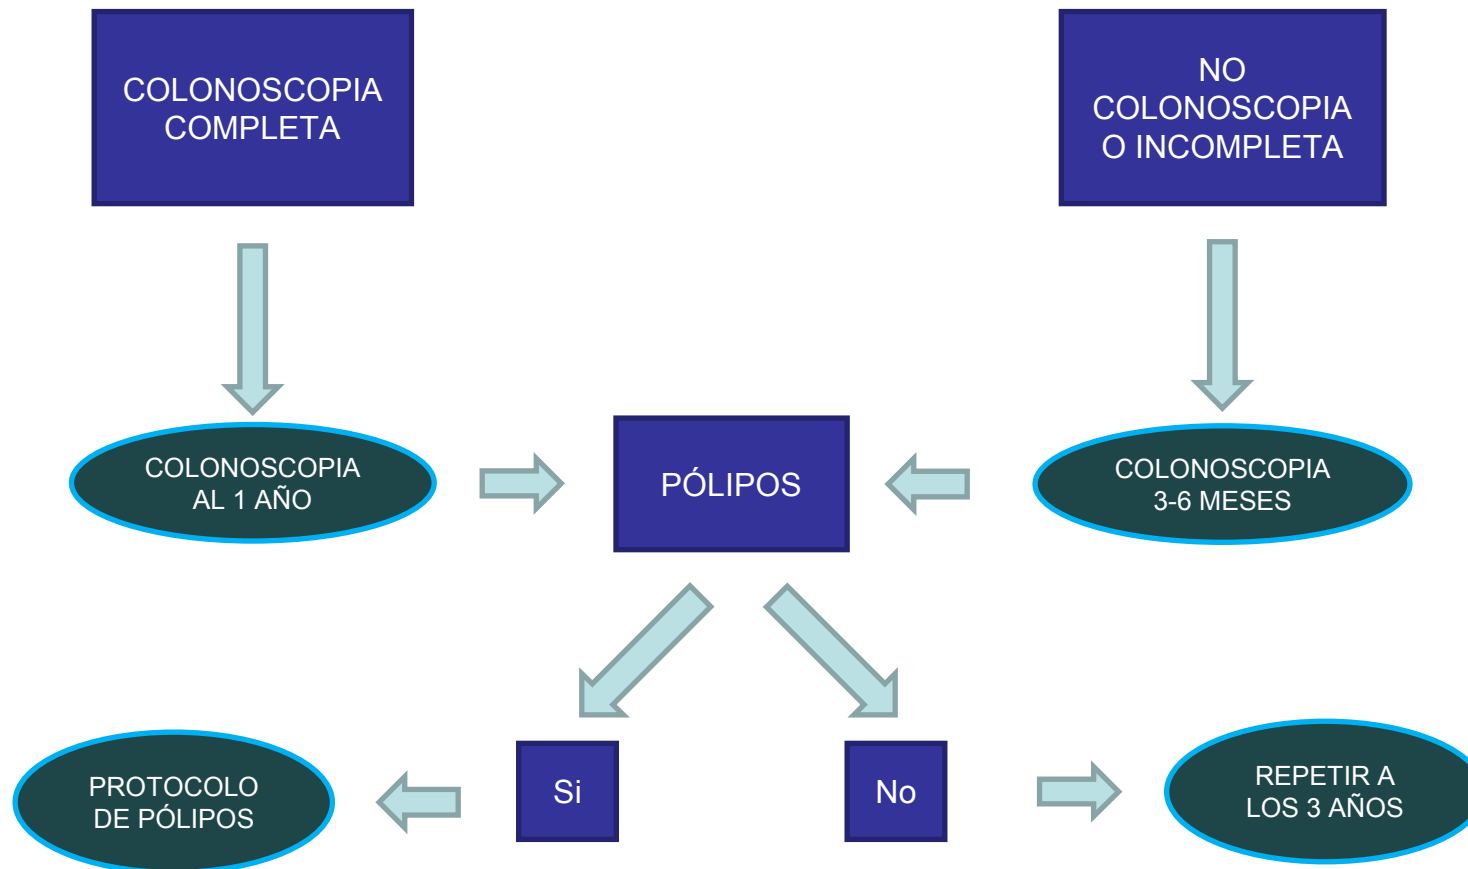 COLONOSCOPIA
COMPLETA
NO
COLONOSCOPIA
O INCOMPLETA
COLONOSCOPIA
AL 1 AÑO
PÓLIPOS
COLONOSCOPIA
3-6 MESES
PROTOCOLO
DE PÓLIPOS
Si
No
REPETIR A
LOS 3 AÑOS